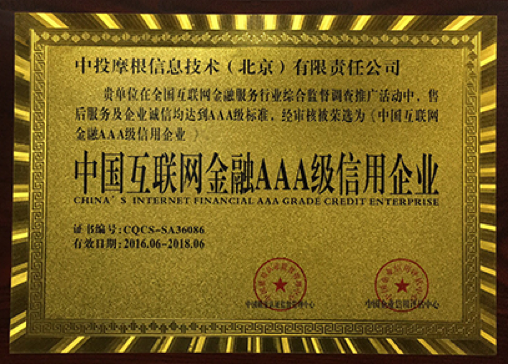 中投摩根信息技术（北京）有限责任公司
贵单位在全国互联网金融服务行业综合监督调查推广活动中，售
后服务及企业诚信均达到AAA级标准，经审核被荣选为《中国互联网
金融AAA级信用企业 》
中国互联网金融AAA级信用企业
CHINA'S INTERNET FINANCIAL AAA GRADE CREDIT ENTERPRISE
证书编号:CQCS-SA36086
有效日期:2016.06-2018.06